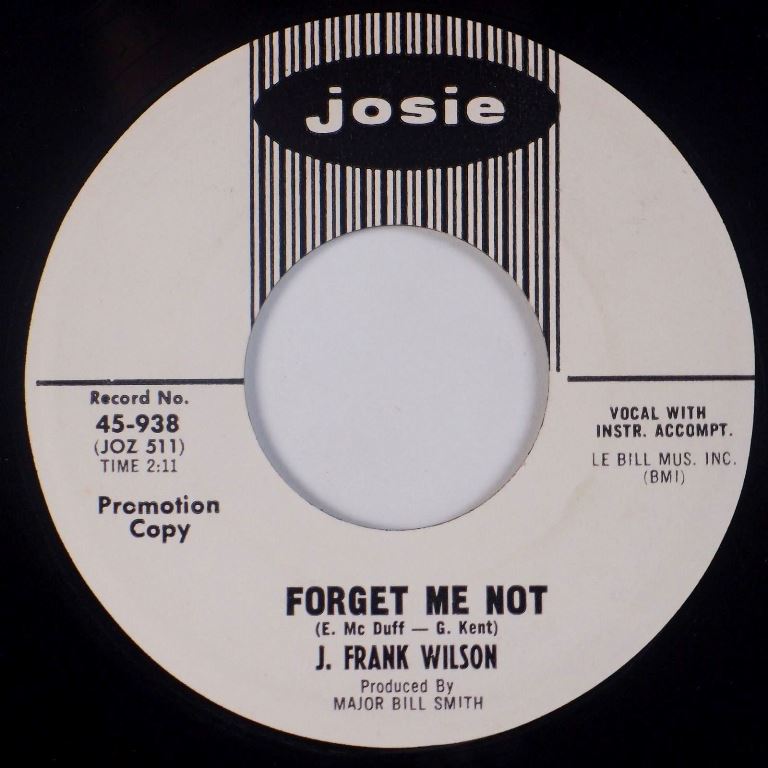 josie
Record No.
45-938
(JOZ 511)
TIME 2:11
Promotion
Copy
VOCAL WITH
INSTR. ACCOMPT.
LE BILL MUS. INC.
(BMI)
FORGET ME NOT
(E. Mc Duff — G. Kent)
J. FRANK WILSON
Produced By
MAJOR BILL SMITH